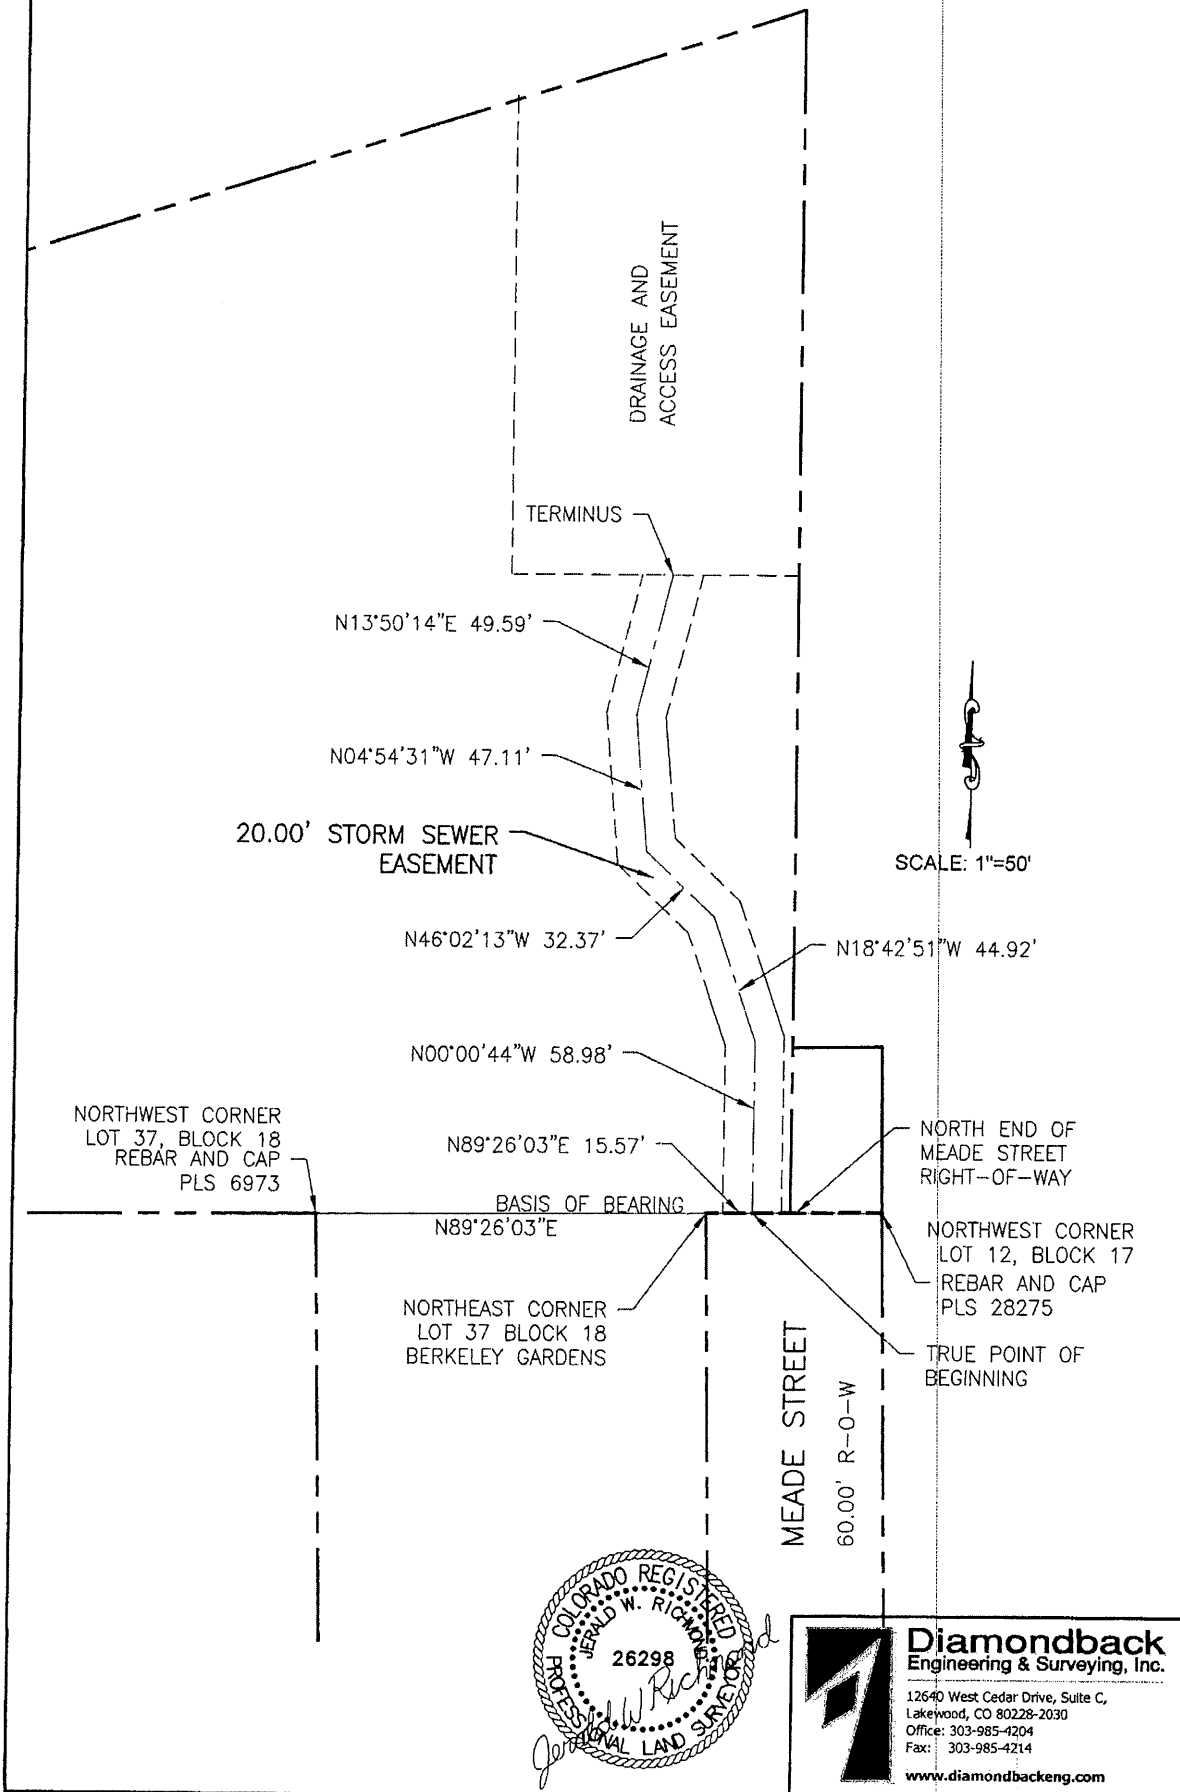 DRAINAGE AND
ACCESS EASEMENT
TERMINUS
N13°50'14"E 49.59'
N04°54'31"W 47.11'
20.00' STORM SEWER
EASEMENT
SCALE: 1"=50'
N46°02'13"W 32.37'
N18°42'51"W 44.92'
N00°00'44"W 58.98'
NORTHWEST CORNER
LOT 37, BLOCK 18
REBAR AND CAP
PLS 6973
N89°26'03"E 15.57'
NORTH END OF
MEADE STREET
RIGHT-OF-WAY
BASIS OF BEARING
N89°26'03"E
NORTHWEST CORNER
LOT 12, BLOCK 17
REBAR AND CAP
PLS 28275
NORTHEAST CORNER
LOT 37 BLOCK 18
BERKELEY GARDENS
TRUE POINT OF
BEGINNING
MEADE STREET
60.00' R-O-W
COLORADO REGISTERED
JERALD W. RICHMOND
26298
PROFESSIONAL LAND SURVEYOR
Jerald W Richmond
Diamondback
Engineering & Surveying, Inc.
12640 West Cedar Drive, Suite C,
Lakewood, CO 80228-2030
Office: 303-985-4204
Fax: 303-985-4214
www.diamondbackeng.com